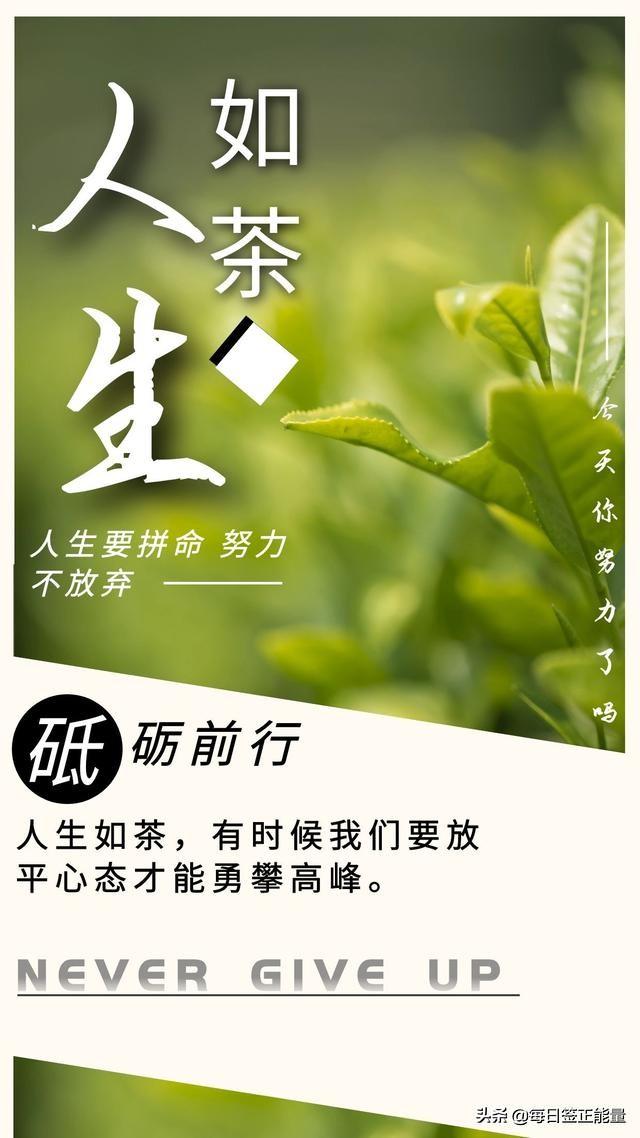 人生
如茶
人生要拼命 努力
不放弃
今天你努力了吗
砥砺前行
人生如茶，有时候我们要放
平心态才能勇攀高峰。
NEVER GIVE UP
头条 @每日签正能量